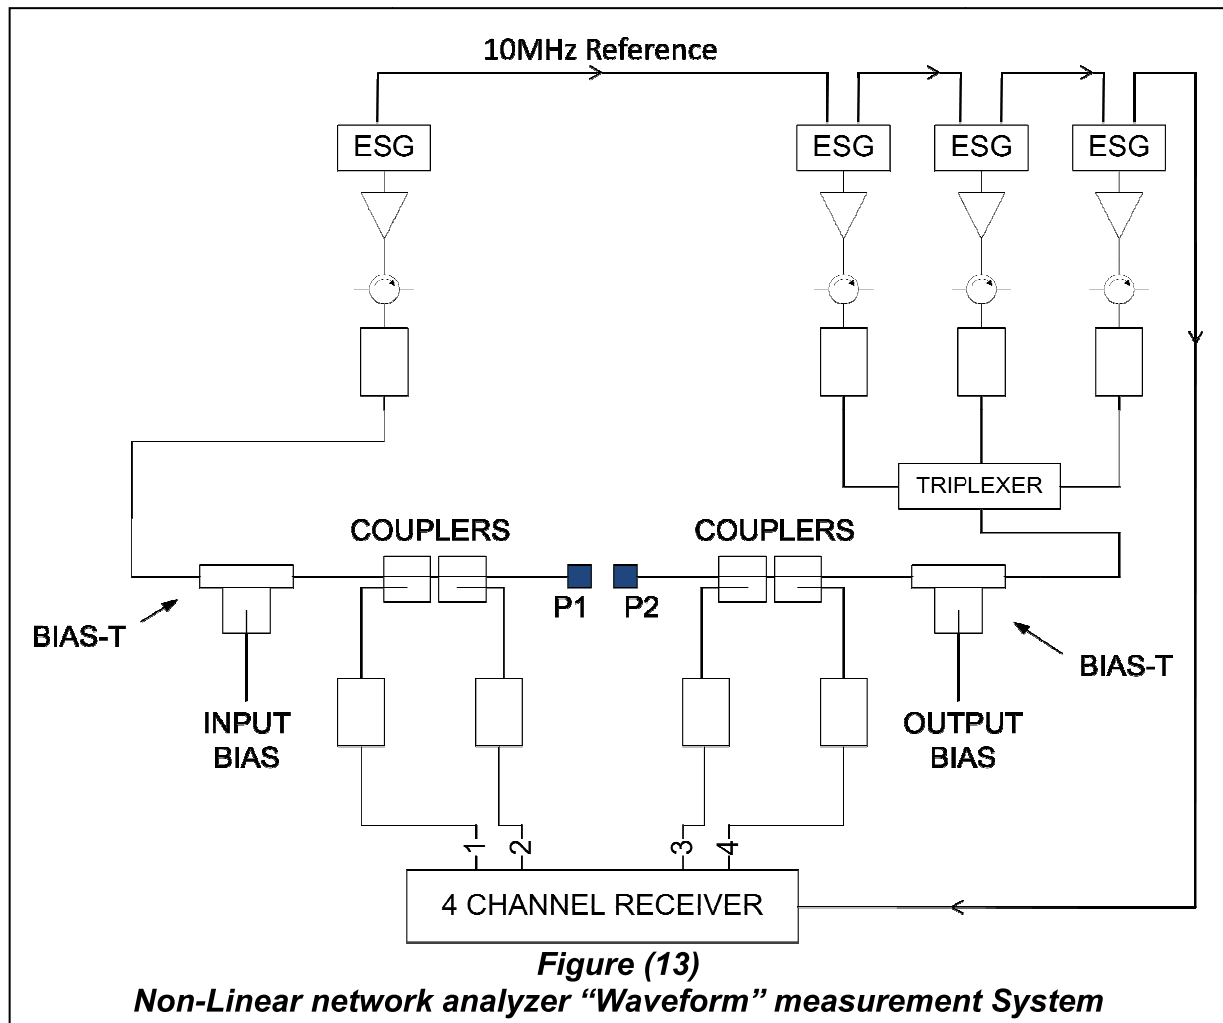 10MHz Reference
ESG
ESG
ESG
ESG
TRIPLEXER
COUPLERS
COUPLERS
P1
P2
BIAS-T
BIAS-T
INPUT
BIAS
OUTPUT
BIAS
1
2
3
4
4 CHANNEL RECEIVER
Figure (13)
Non-Linear network analyzer “Waveform” measurement System